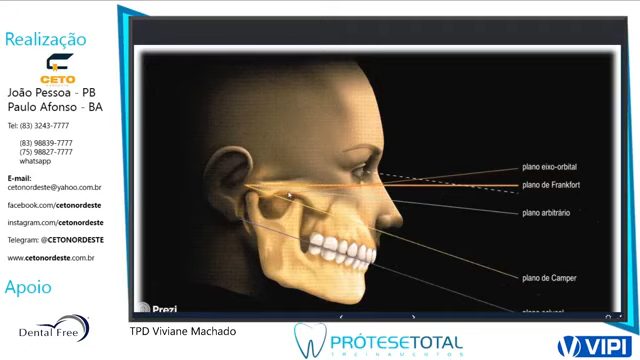 Realização
CETO
João Pessoa - PB
Paulo Afonso - BA
Tel: (83) 3243-7777
(83) 98839-7777
(75) 98827-7777
whatsapp
E-mail:
cetonordeste@yahoo.com.br
facebook.com/cetonordeste
instagram.com/cetonordeste
Telegram: @CETONORDESTE
www.cetonordeste.com.br
Apoio
Dental Free
plano eixo-orbital
plano de Frankfort
plano arbitrário
plano de Camper
Prezi
TPD Viviane Machado
PRÓTESETOTAL
TREINAMENTOS
VIPI